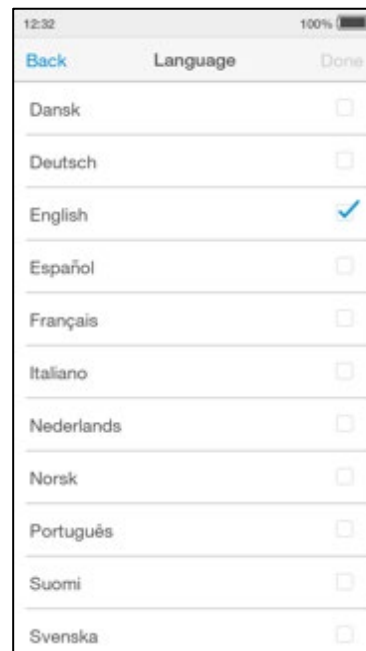 12:32 100%
Back Language Done
Dansk
Deutsch
English
Español
Français
Italiano
Nederlands
Norsk
Português
Suomi
Svenska